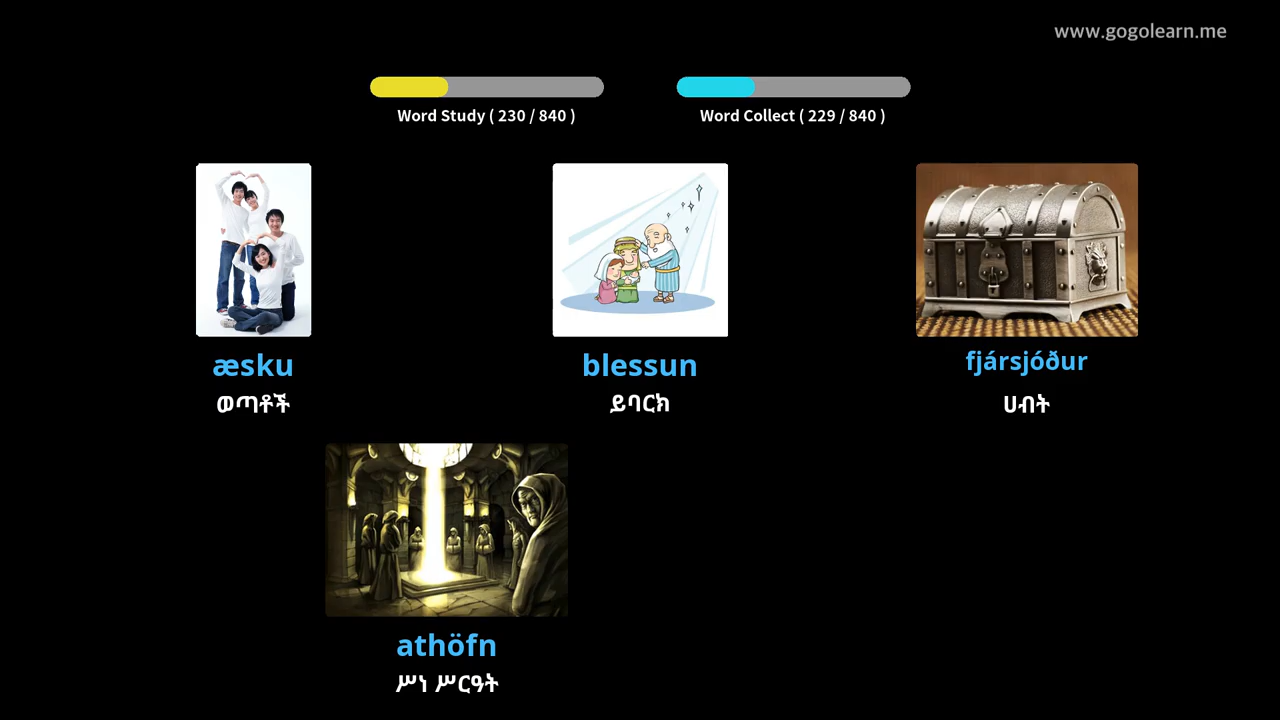 www.gogolearn.me
Word Study ( 230 / 840 )
Word Collect ( 229 / 840 )
æsku
blessun
fjársjóður
ወጣቶች
ይባርክ
ሀብት
athöfn
ሥነ ሥርዓት